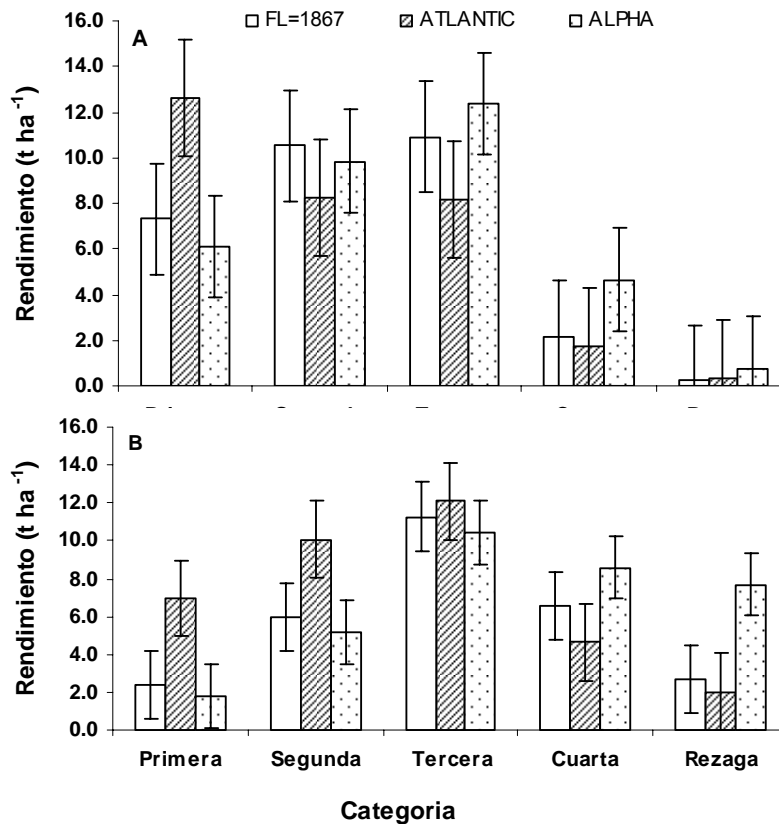 FL=1867 ATLANTIC ALPHA
A
Rendimiento (t ha -1)
16.0
14.0
12.0
10.0
8.0
6.0
4.0
2.0
0.0
B
Rendimiento (t ha -1)
16.0
14.0
12.0
10.0
8.0
6.0
4.0
2.0
0.0
Primera Segunda Tercera Cuarta Rezaga
Categoria